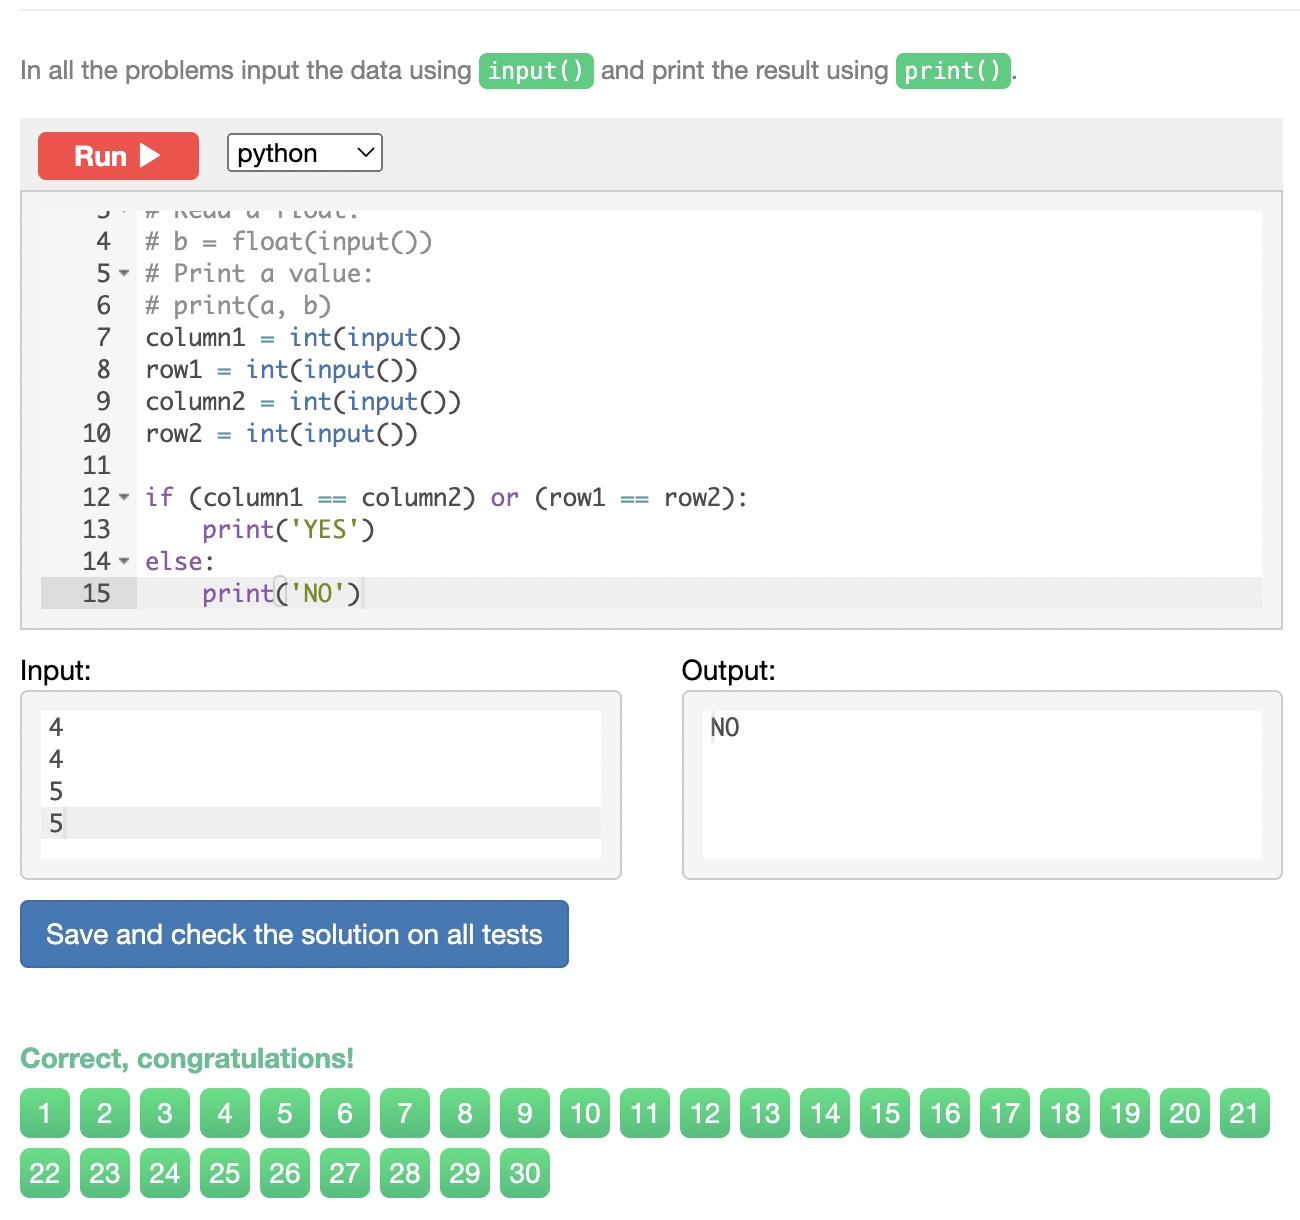 In all the problems input the data using input() and print the result using print().
Run
python
3 # Read a float:
4 # b = float(input())
5 # Print a value:
6 # print(a, b)
7 column1 = int(input())
8 row1 = int(input())
9 column2 = int(input())
10 row2 = int(input())
11
12 if (column1 == column2) or (row1 == row2):
13     print('YES')
14 else:
15     print('NO')
Input:
4
4
5
5
Output:
NO
Save and check the solution on all tests
Correct, congratulations!
1 2 3 4 5 6 7 8 9 10 11 12 13 14 15 16 17 18 19 20 21
22 23 24 25 26 27 28 29 30